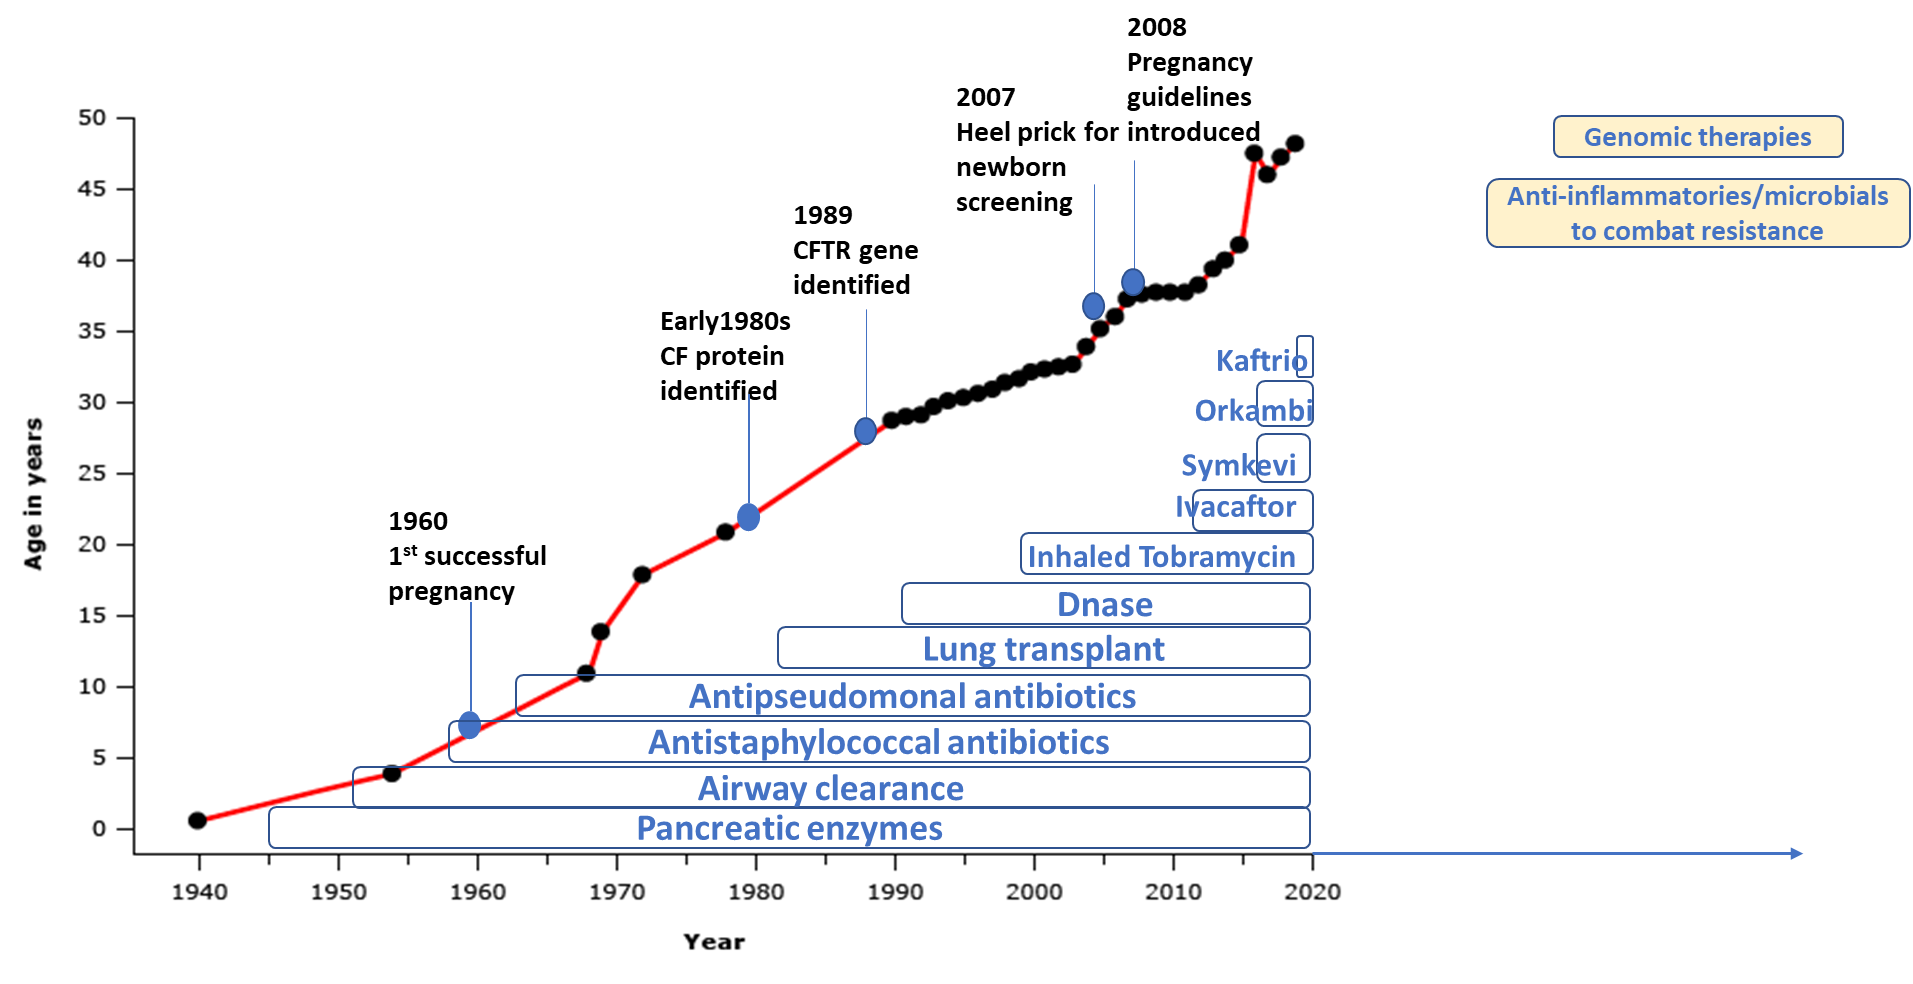 2008
Pregnancy
guidelines
introduced
2007
Heel prick for
newborn
screening
1989
CFTR gene
identified
Early1980s
CF protein
identified
1960
1st successful
pregnancy
Genomic therapies
Anti-inflammatories/microbials
to combat resistance
Kaftrio
Orkambi
Symkevi
Ivacaftor
Inhaled Tobramycin
Dnase
Lung transplant
Antipseudomonal antibiotics
Antistaphylococcal antibiotics
Airway clearance
Pancreatic enzymes
Age in years
50
45
40
35
30
25
20
15
10
5
0
1940 1950 1960 1970 1980 1990 2000 2010 2020
Year